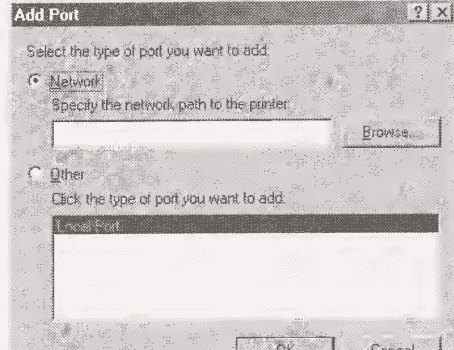 Add Port
Select the type of port you want to add:
Network
Specify the network path to the printer:
Browse...
Other
Click the type of port you want to add:
Local Port
OK
Cancel